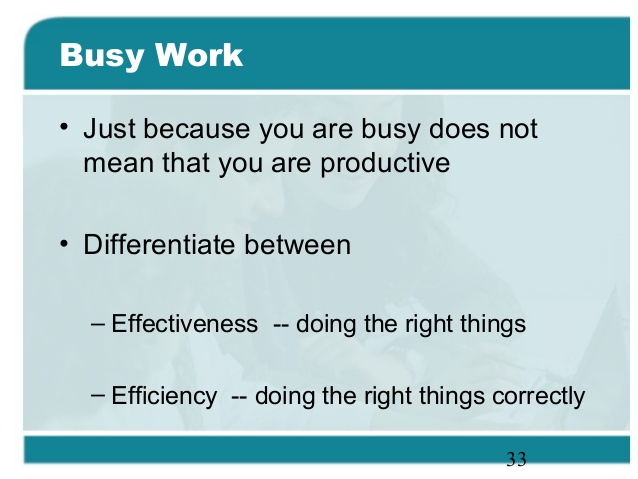 Busy Work
• Just because you are busy does not
mean that you are productive
• Differentiate between
– Effectiveness -- doing the right things
– Efficiency -- doing the right things correctly
33